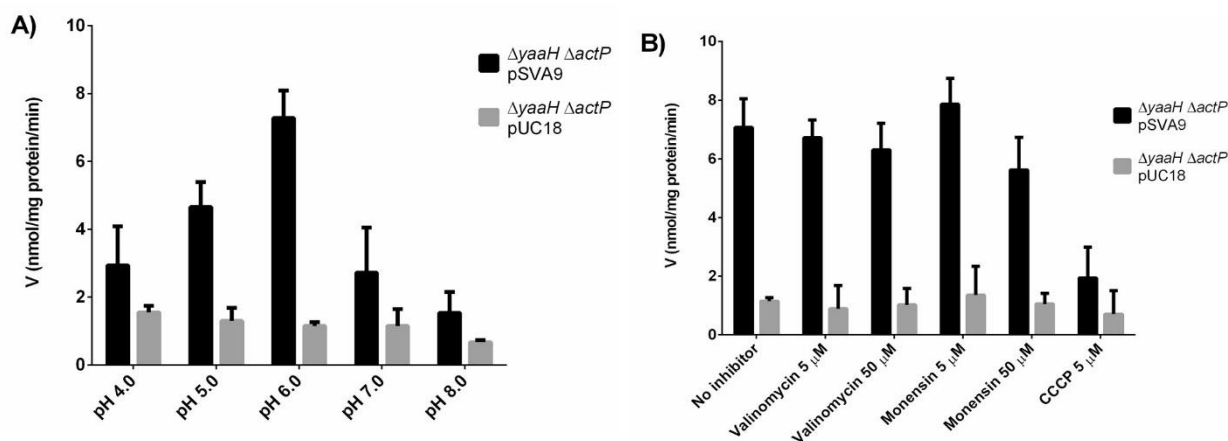 A)
V (nmol/mg protein/min)
10
8
6
4
2
0
pH 4.0
pH 5.0
pH 6.0
pH 7.0
pH 8.0
ΔyaaH ΔactP
pSVA9
ΔyaaH ΔactP
pUC18
B)
V (nmol/mg protein/min)
10
8
6
4
2
0
No inhibitor
Valinomycin 5 μM
Valinomycin 50 μM
Monensin 5 μM
Monensin 50 μM
CCCP 5 μM
ΔyaaH ΔactP
pSVA9
ΔyaaH ΔactP
pUC18